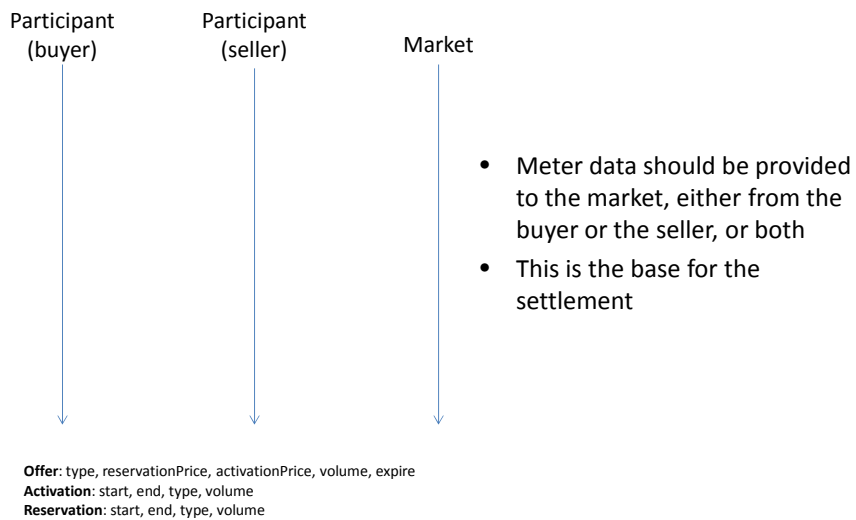 Participant
(buyer)
Participant
(seller)
Market
• Meter data should be provided
to the market, either from the
buyer or the seller, or both
• This is the base for the
settlement
Offer: type, reservationPrice, activationPrice, volume, expire
Activation: start, end, type, volume
Reservation: start, end, type, volume